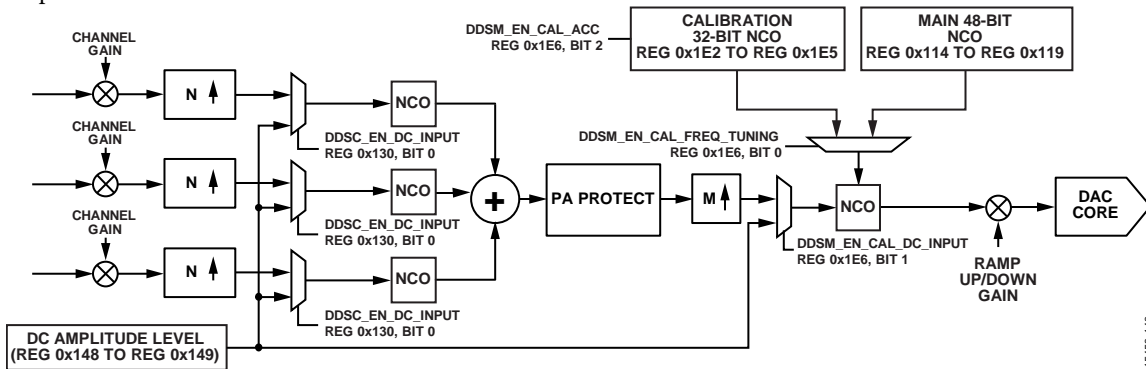 CHANNEL
GAIN
N
NCO
DDSC_EN_DC_INPUT
REG 0x130, BIT 0
CHANNEL
GAIN
N
NCO
DDSC_EN_DC_INPUT
REG 0x130, BIT 0
CHANNEL
GAIN
N
NCO
DDSC_EN_DC_INPUT
REG 0x130, BIT 0
DC AMPLITUDE LEVEL
(REG 0x148 TO REG 0x149)
+
PA PROTECT
M
DDSM_EN_CAL_ACC
REG 0x1E6, BIT 2
CALIBRATION
32-BIT NCO
REG 0x1E2 TO REG 0x1E5
MAIN 48-BIT
NCO
REG 0x114 TO REG 0x119
DDSM_EN_CAL_FREQ_TUNING
REG 0x1E6, BIT 0
NCO
DDSM_EN_CAL_DC_INPUT
REG 0x1E6, BIT 1
RAMP
UP/DOWN
GAIN
DAC
CORE